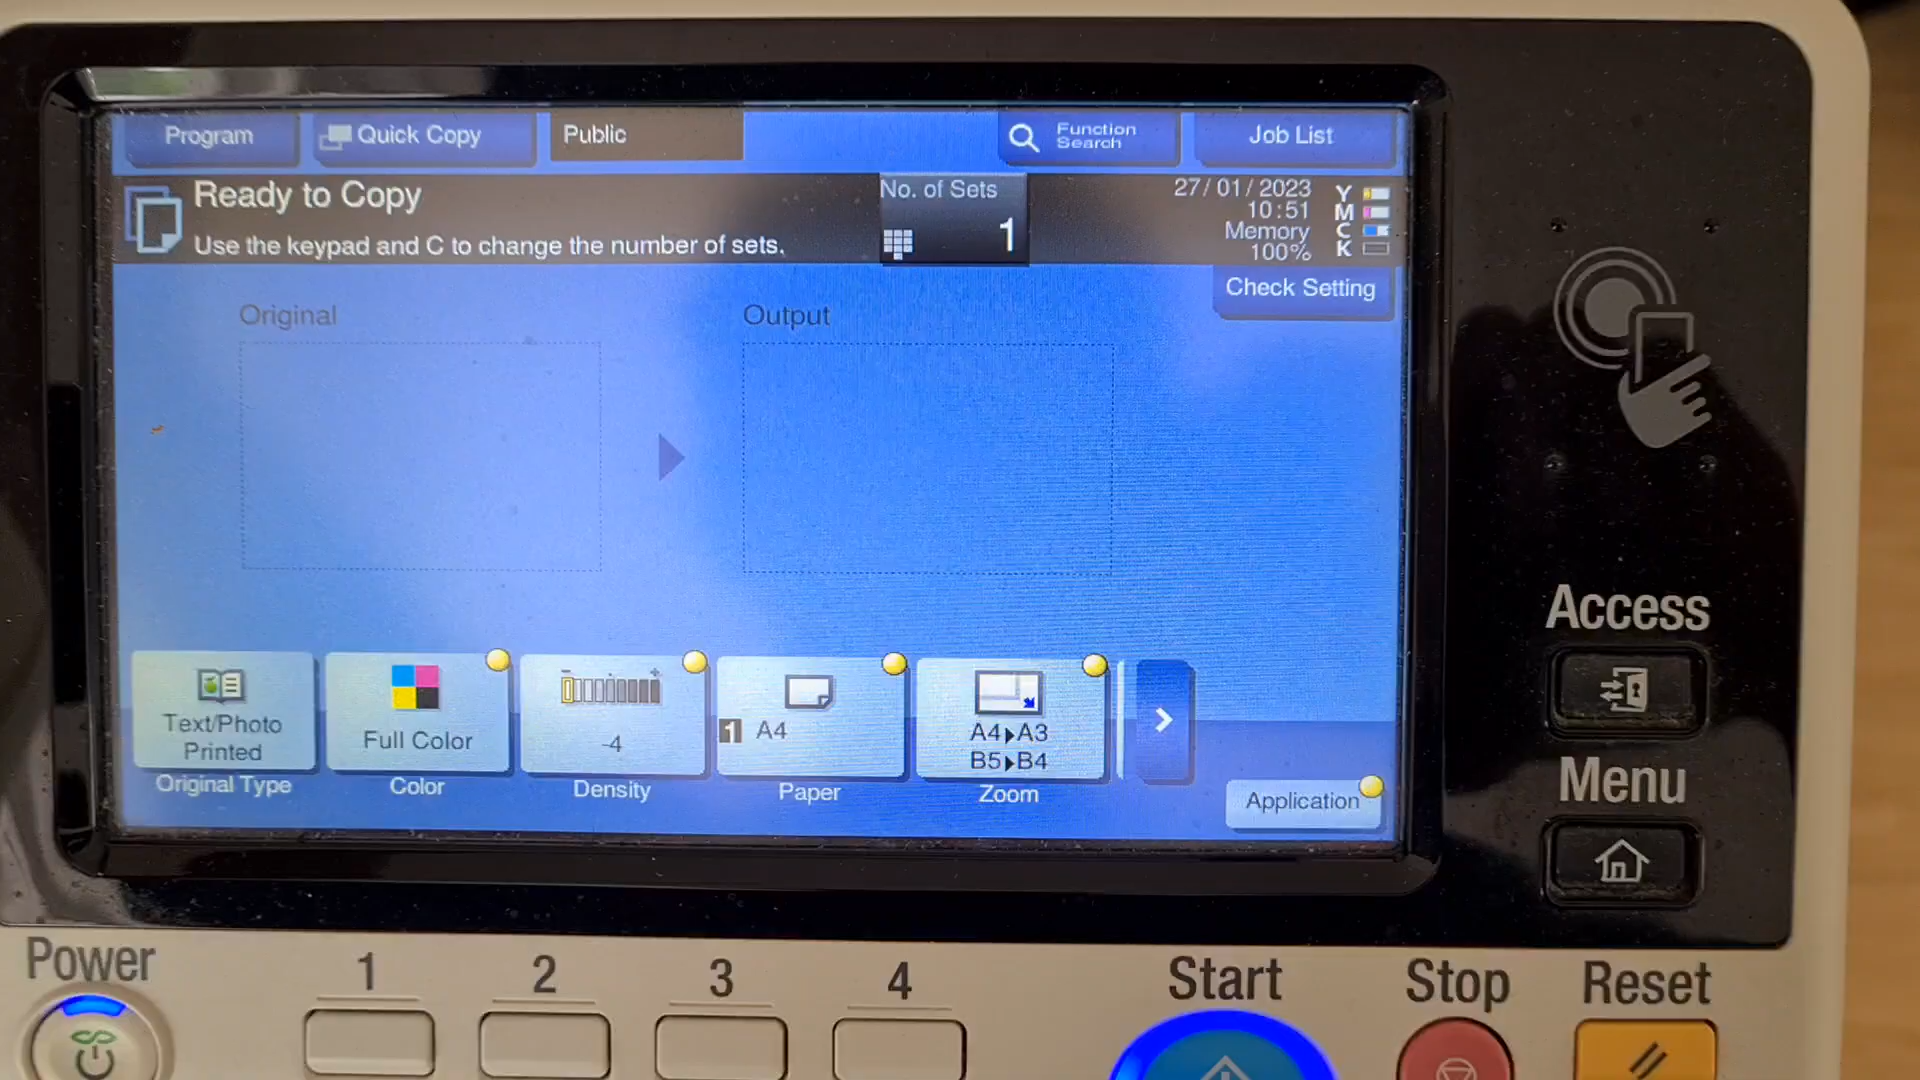 Program
Quick Copy
Public
Function
Search
Job List
Ready to Copy
Use the keypad and C to change the number of sets.
No. of Sets
1
27/01/2023
10:51
Memory
100%
Y
M
C
K
Check Setting
Original
Output
Text/Photo
Printed
Original Type
Full Color
Color
- +
-4
Density
1 A4
Paper
A4▶A3
B5▶B4
Zoom
Application
Access
Menu
Power
1
2
3
4
Start
Stop
Reset